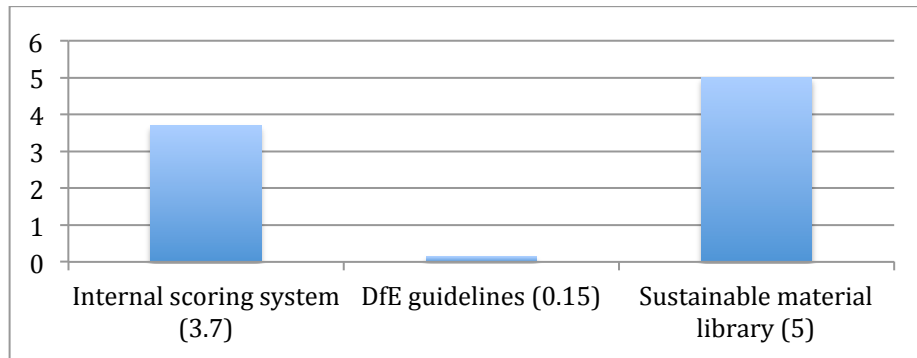 6
5
4
3
2
1
0
Internal scoring system (3.7)
DfE guidelines (0.15)
Sustainable material library (5)